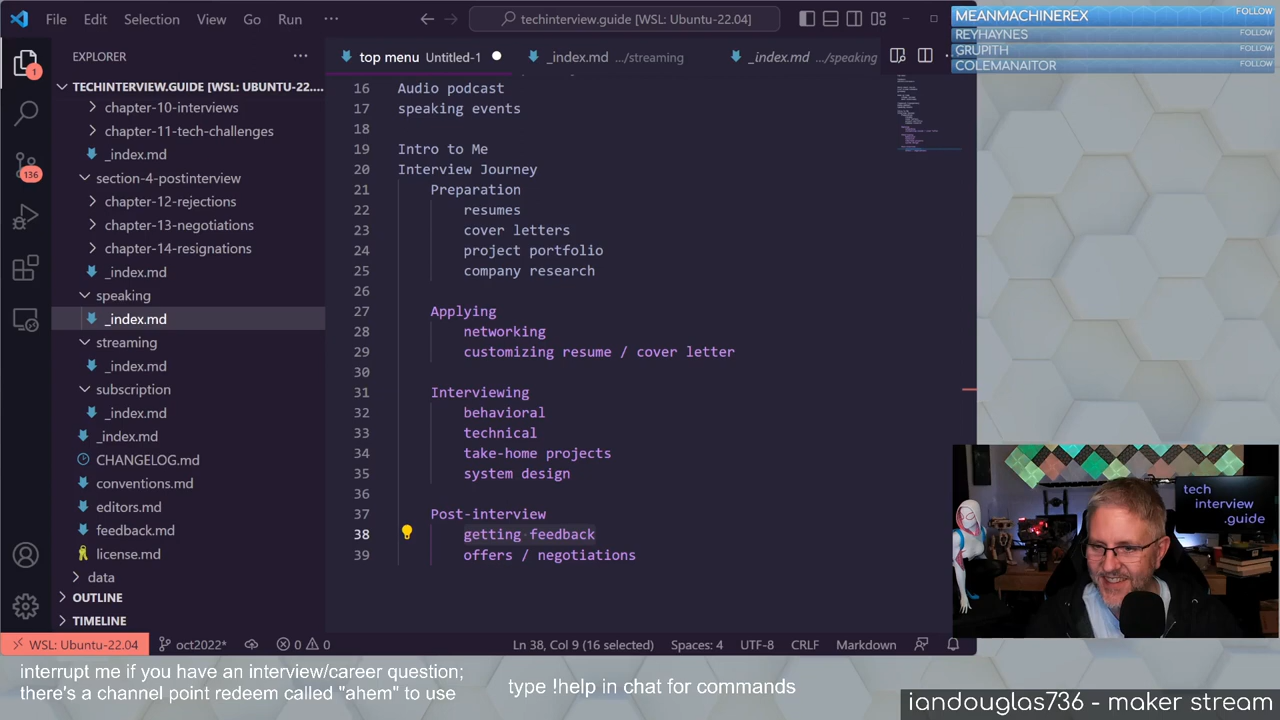 File
Edit
Selection
View
Go
Run
techinterview.guide [WSL: Ubuntu-22.04]
MEANMACHINEREX FOLLOW
REYHAYNES FOLLOW
GRUPITH FOLLOW
COLEMANAITOR FOLLOW
EXPLORER
top menu Untitled-1
_index.md .../streaming
_index.md .../speaking
TECHINTERVIEW.GUIDE [WSL: UBUNTU-22....
chapter-10-interviews
chapter-11-tech-challenges
_index.md
section-4-postinterview
chapter-12-rejections
chapter-13-negotiations
chapter-14-resignations
_index.md
speaking
_index.md
streaming
_index.md
subscription
_index.md
_index.md
CHANGELOG.md
conventions.md
editors.md
feedback.md
license.md
data
OUTLINE
TIMELINE
1
136
16 Audio podcast
17 speaking events
18
19 Intro to Me
20 Interview Journey
21 Preparation
22 resumes
23 cover letters
24 project portfolio
25 company research
26
27 Applying
28 networking
29 customizing resume / cover letter
30
31 Interviewing
32 behavioral
33 technical
34 take-home projects
35 system design
36
37 Post-interview
38 getting feedback
39 offers / negotiations
tech
interview
.guide
WSL: Ubuntu-22.04
oct2022*
0
0
Ln 38, Col 9 (16 selected)
Spaces: 4
UTF-8
CRLF
Markdown
interrupt me if you have an interview/career question;
there's a channel point redeem called "ahem" to use
type !help in chat for commands
iandouglas736 - maker stream